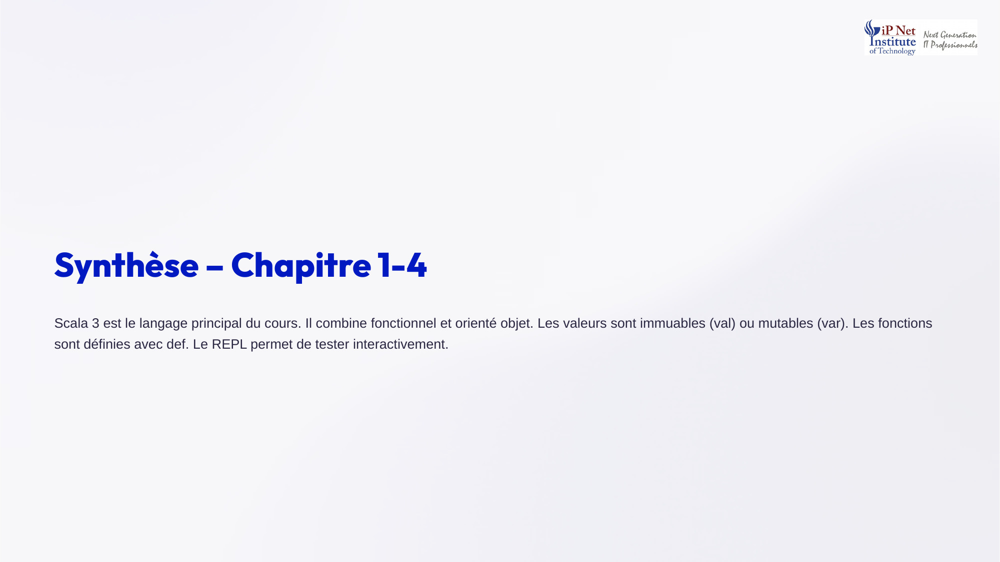 iP Net
Institute
of Technology
Next Generation
IT Professionnels
Synthèse – Chapitre 1-4
Scala 3 est le langage principal du cours. Il combine fonctionnel et orienté objet. Les valeurs sont immuables (val) ou mutables (var). Les fonctions
sont définies avec def. Le REPL permet de tester interactivement.